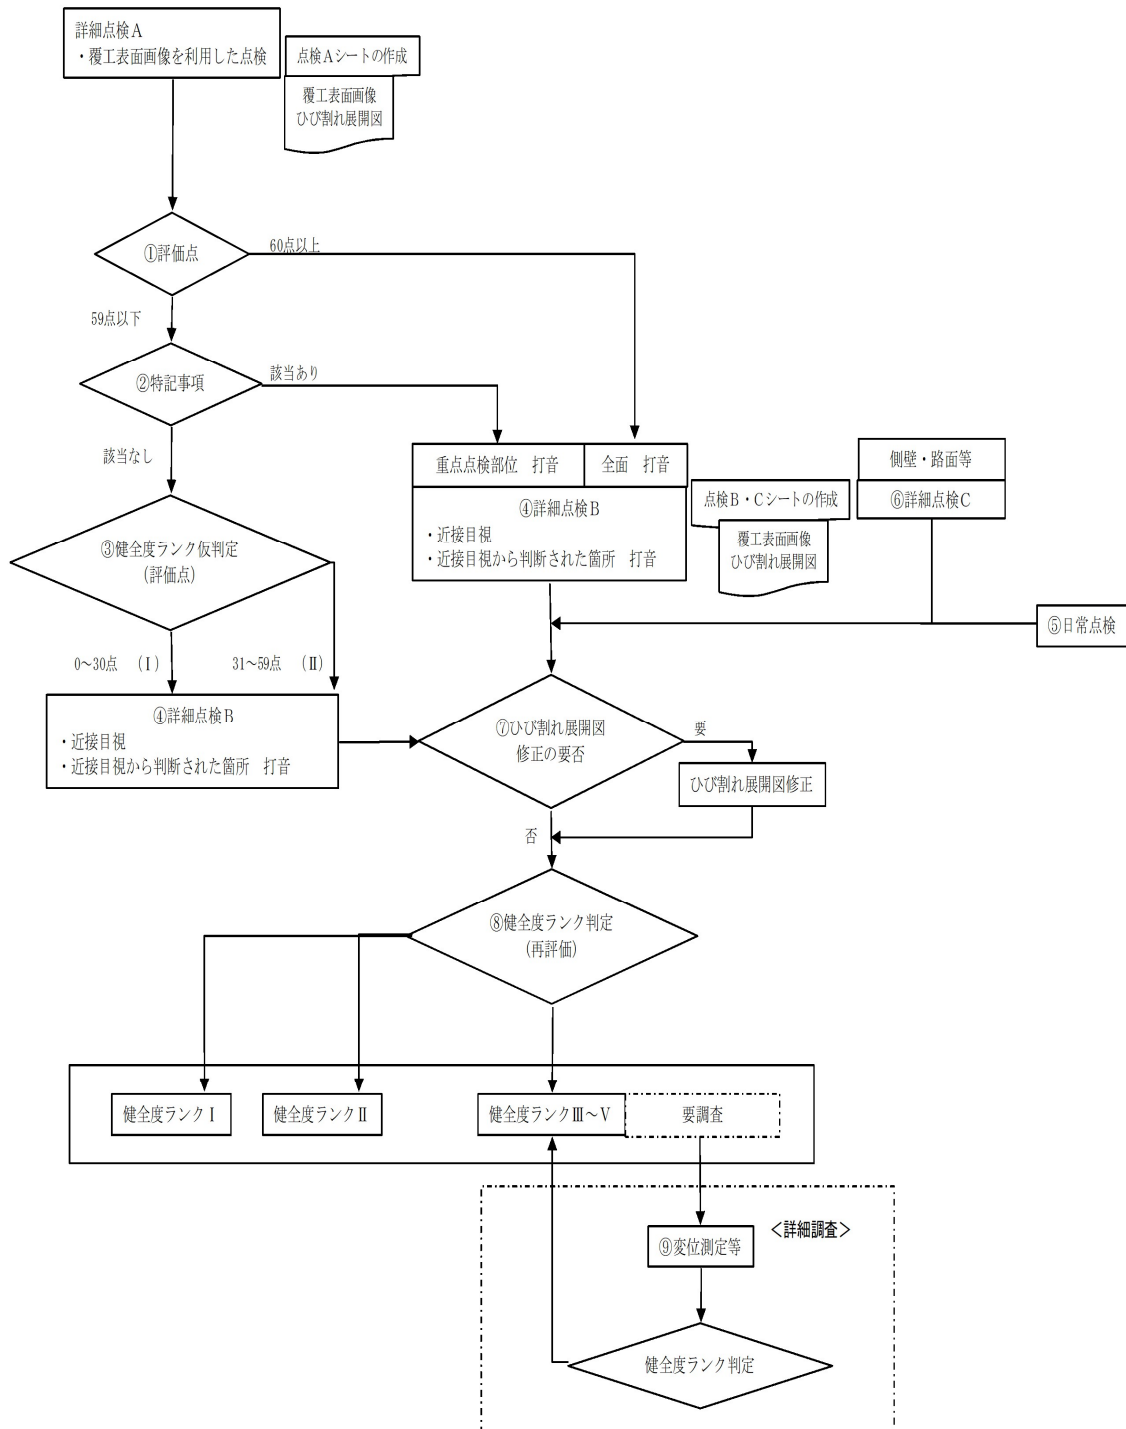 詳細点検A
・覆工表面画像を利用した点検
点検Aシートの作成
覆工表面画像
ひび割れ展開図
①評価点
60点以上
59点以下
②特記事項
該当あり
該当なし
重点点検部位　打音
全面　打音
④詳細点検B
・近接目視
・近接目視から判断された箇所　打音
点検B・Cシートの作成
覆工表面画像
ひび割れ展開図
側壁・路面等
⑥詳細点検C
⑤日常点検
③健全度ランク仮判定
(評価点)
0～30点　(Ⅰ)
31～59点　(Ⅱ)
④詳細点検B
・近接目視
・近接目視から判断された箇所　打音
⑦ひび割れ展開図
修正の要否
要
ひび割れ展開図修正
否
⑧健全度ランク判定
(再評価)
健全度ランクⅠ
健全度ランクⅡ
健全度ランクⅢ～Ⅴ
要調査
＜詳細調査＞
⑨変位測定等
健全度ランク判定